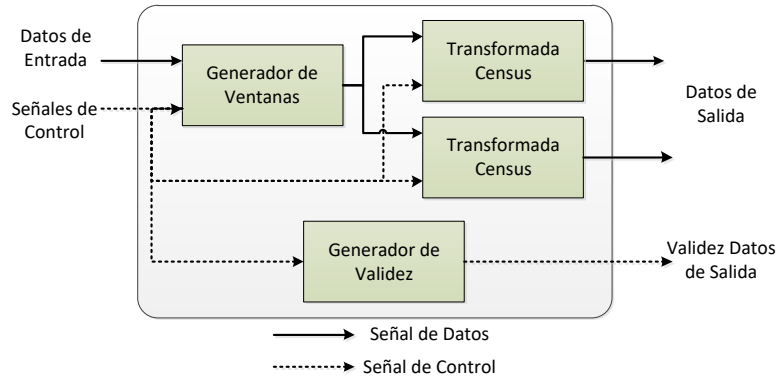 Datos de
Entrada
Señales de
Control
Generador de
Ventanas
Transformada
Census
Transformada
Census
Datos de
Salida
Generador de
Validez
Validez Datos
de Salida
Señal de Datos
Señal de Control